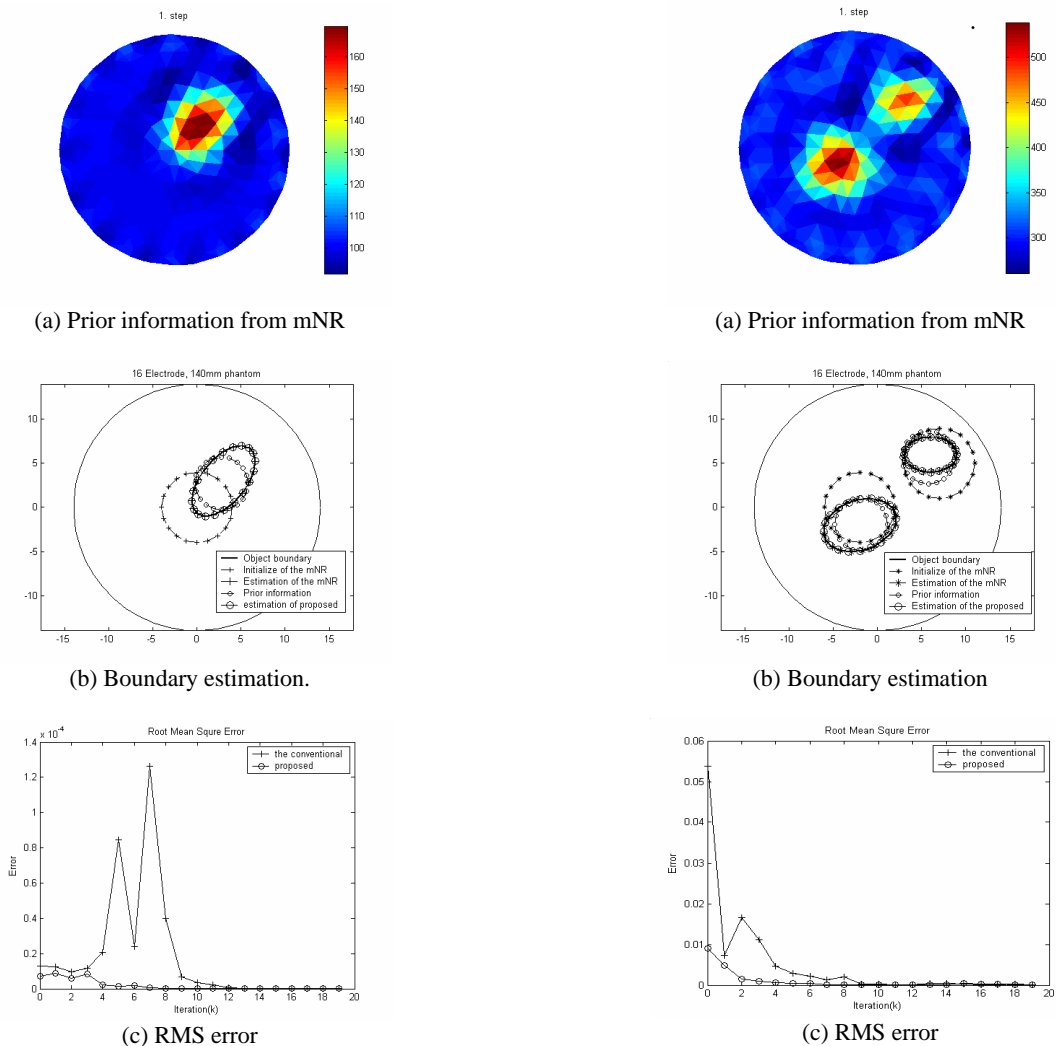 1. step
160
150
140
130
120
110
100
(a) Prior information from mNR
16 Electrode, 140mm phantom
10
5
0
-5
-10
-15
-10
-5
0
5
10
15
Object boundary
Initialize of the mNR
Estimation of the mNR
Prior information
estimation of proposed
(b) Boundary estimation.
x 10^-4
Root Mean Squre Error
1.4
1.2
1
0.8
0.6
0.4
0.2
0
Error
the conventional
proposed
0
2
4
6
8
10
12
14
16
18
20
Iteration(k)
(c) RMS error
1. step
500
450
400
350
300
(a) Prior information from mNR
16 Electrode, 140mm phantom
10
5
0
-5
-10
-15
-10
-5
0
5
10
15
Object boundary
Initialize of the mNR
Estimation of the mNR
Prior information
Estimation of the proposed
(b) Boundary estimation
Root Mean Squre Error
0.06
0.05
0.04
0.03
0.02
0.01
0
Error
the conventional
proposed
0
2
4
6
8
10
12
14
16
18
20
Iteration(k)
(c) RMS error